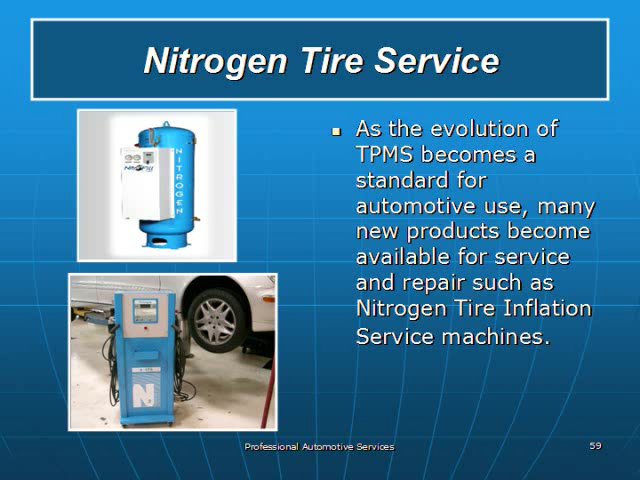 Nitrogen Tire Service
NITROGEN
N
As the evolution of
TPMS becomes a
standard for
automotive use, many
new products become
available for service
and repair such as
Nitrogen Tire Inflation
Service machines.
Professional Automotive Services
59